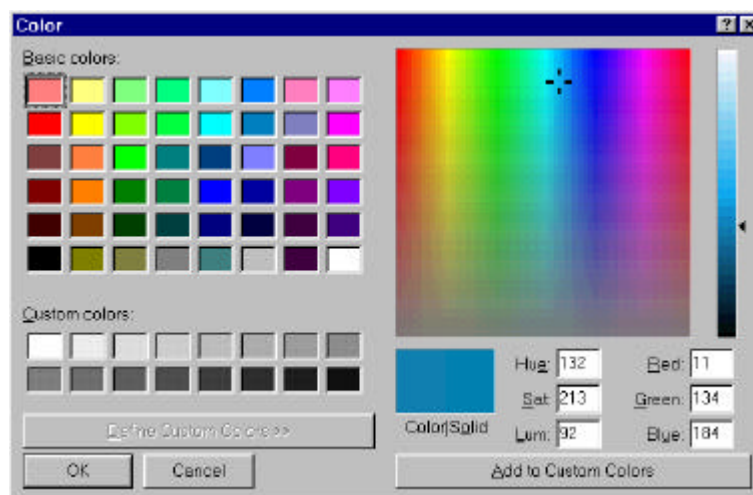 Color
Basic colors:
Custom colors:
Define Custom Colors >>
OK Cancel
Color|Solid
Hue: 132
Sat: 213
Lum: 92
Red: 11
Green: 134
Blue: 184
Add to Custom Colors